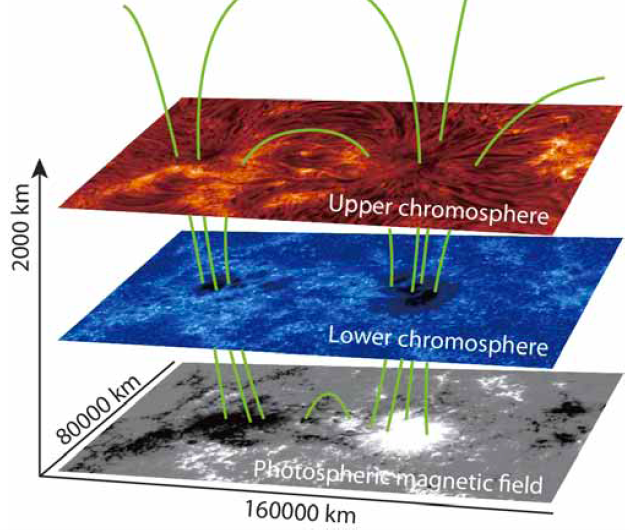 Upper chromosphere
2000 km
Lower chromosphere
80000 km
Photospheric magnetic field
160000 km